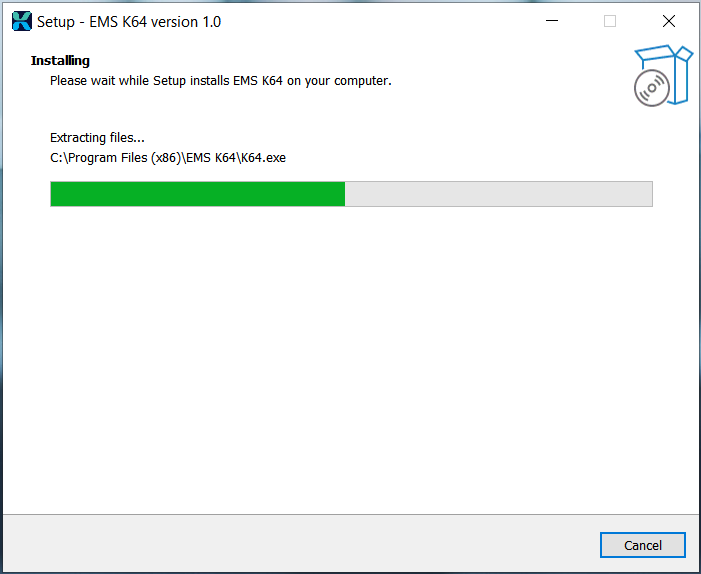 Setup - EMS K64 version 1.0
Installing
Please wait while Setup installs EMS K64 on your computer.
Extracting files...
C:\Program Files (x86)\EMS K64\K64.exe
Cancel